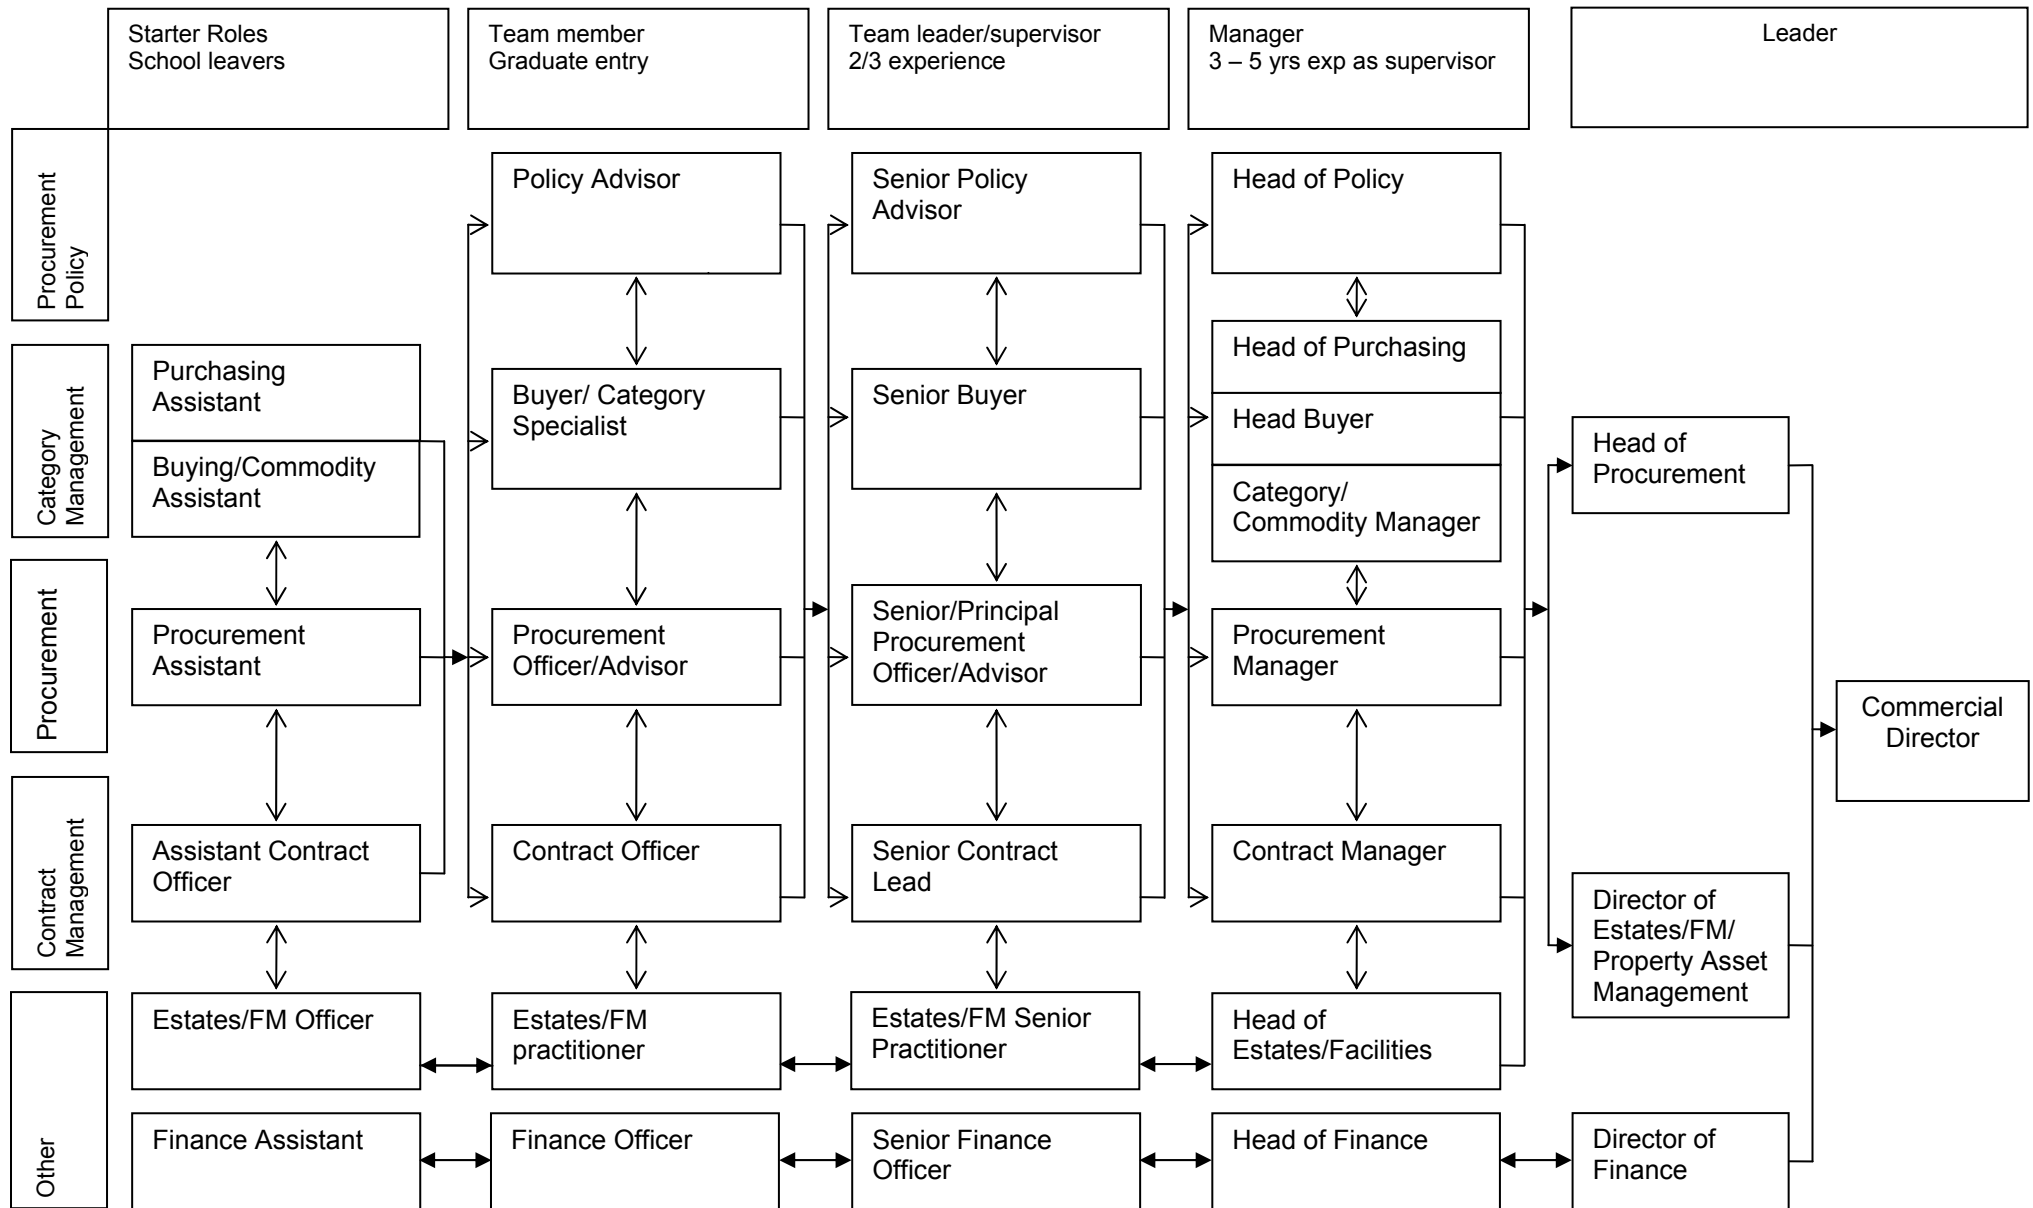 Starter Roles
School leavers
Team member
Graduate entry
Team leader/supervisor
2/3 experience
Manager
3 – 5 yrs exp as supervisor
Leader
Procurement
Policy
Policy Advisor
Senior Policy
Advisor
Head of Policy
Category
Management
Purchasing
Assistant
Buying/Commodity
Assistant
Buyer/ Category
Specialist
Senior Buyer
Head of Purchasing
Head Buyer
Category/
Commodity Manager
Head of
Procurement
Procurement
Procurement
Assistant
Procurement
Officer/Advisor
Senior/Principal
Procurement
Officer/Advisor
Procurement
Manager
Commercial
Director
Contract
Management
Assistant Contract
Officer
Contract Officer
Senior Contract
Lead
Contract Manager
Director of
Estates/FM/
Property Asset
Management
Other
Estates/FM Officer
Estates/FM
practitioner
Estates/FM Senior
Practitioner
Head of
Estates/Facilities
Finance Assistant
Finance Officer
Senior Finance
Officer
Head of Finance
Director of
Finance